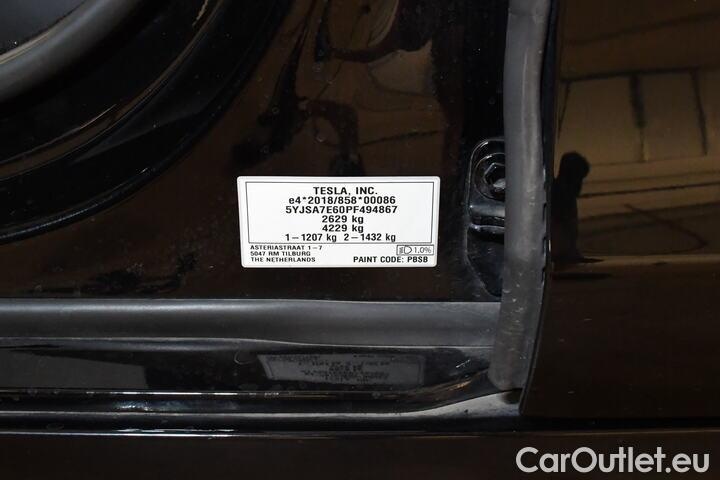 TESLA, INC.
e4*2018/858*00086
5YJSA7E60PF494867
2629 kg
4229 kg
1-1207 kg 2-1432 kg
ASTERIASTRAAT 1-7
5047 RM TILBURG
THE NETHERLANDS
1.0%
PAINT CODE: PBSB
CarOutlet.eu